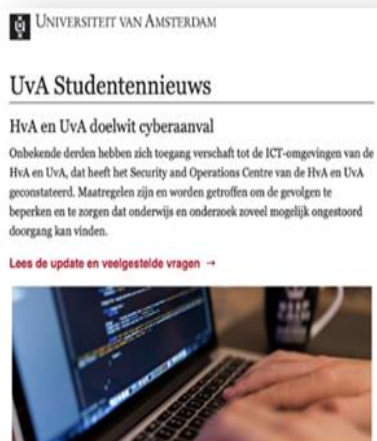 UNIVERSITEIT VAN AMSTERDAM
UvA Studentennieuws
HvA en UvA doelwit cyberaanval
Onbekende derden hebben zich toegang verschaft tot de ICT-omgevingen van de
HvA en UvA, dat heeft het Security and Operations Centre van de HvA en UvA
geconstateerd. Maatregelen zijn en worden getroffen om de gevolgen te
beperken en te zorgen dat onderwijs en onderzoek zoveel mogelijk ongestoord
doorgang kan vinden.
Lees de update en veelgestelde vragen →